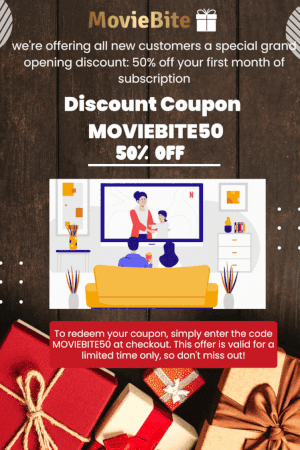 MovieBite
we're offering all new customers a special grand
opening discount: 50% off your first month of
subscription
Discount Coupon
MOVIEBITE50
50% OFF
N
To redeem your coupon, simply enter the code
MOVIEBITE50 at checkout. This offer is valid for a
limited time only, so don't miss out!